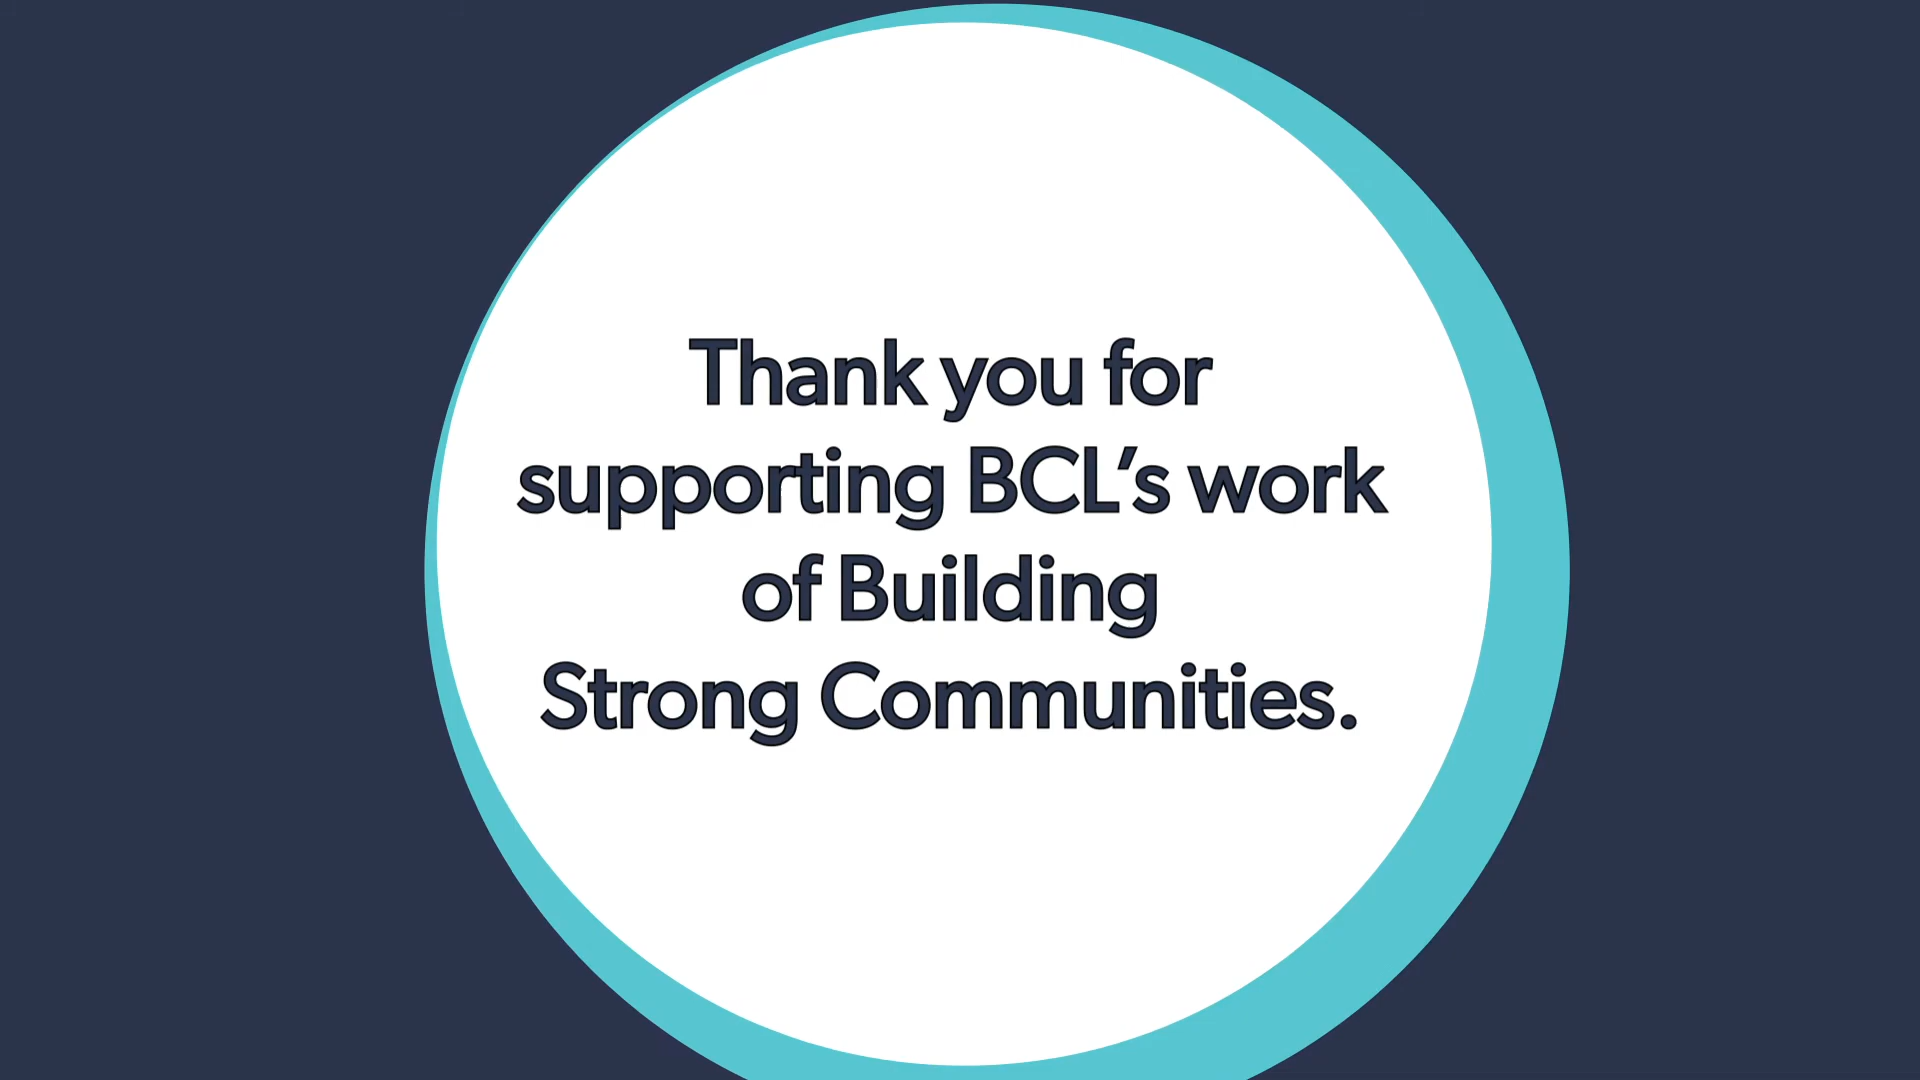 Thank you for
supporting BCL’s work
of Building
Strong Communities.